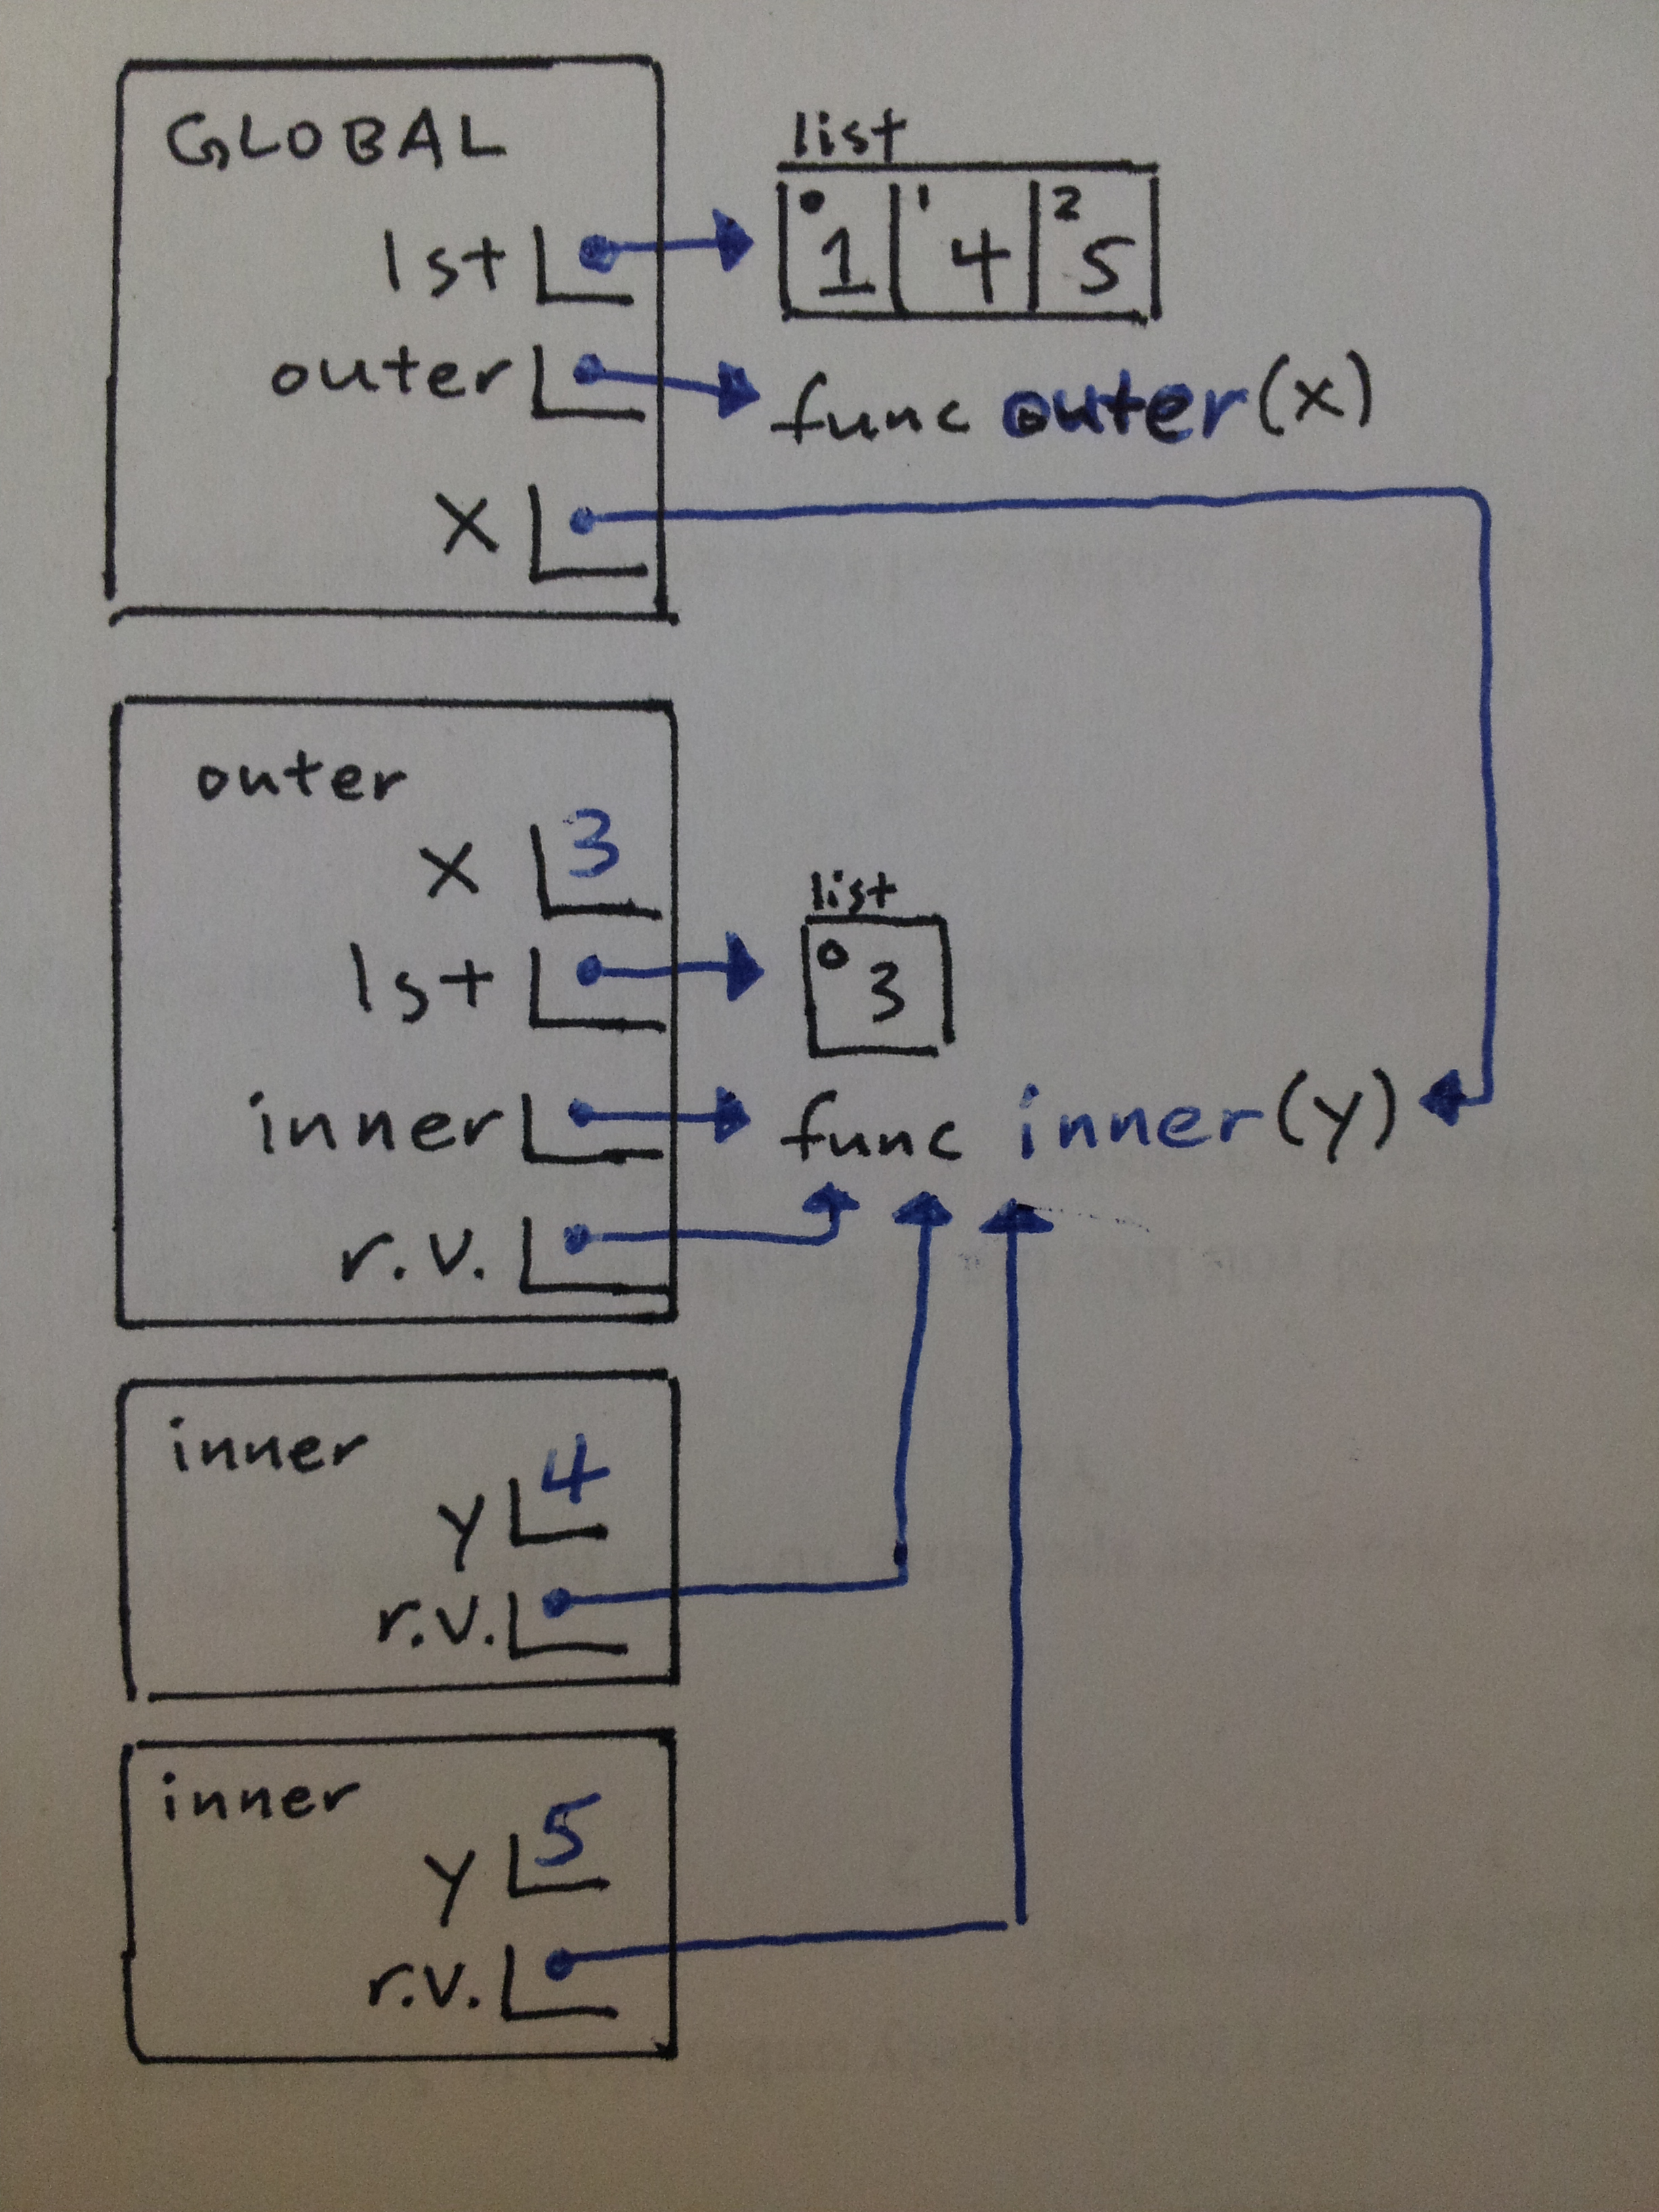 GLOBAL
list
0 1 1 4 2 5
lst
outer func outer(x)
x
outer
x 3
list
lst 0 3
inner func inner(y)
r.v.
inner
y 4
r.v.
inner
y 5
r.v.